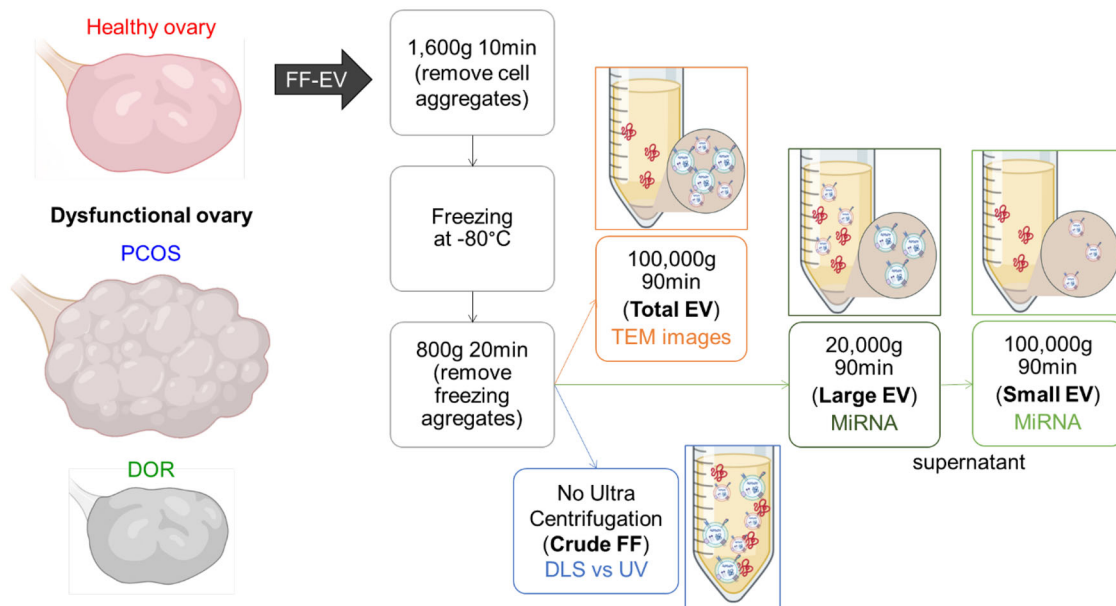 Healthy ovary
FF-EV
1,600g 10min
(remove cell
aggregates)
Dysfunctional ovary
PCOS
Freezing
at -80°C
DOR
800g 20min
(remove
freezing
agregates)
100,000g
90min
(Total EV)
TEM images
20,000g
90min
(Large EV)
MiRNA
100,000g
90min
(Small EV)
MiRNA
supernatant
No Ultra
Centrifugation
(Crude FF)
DLS vs UV